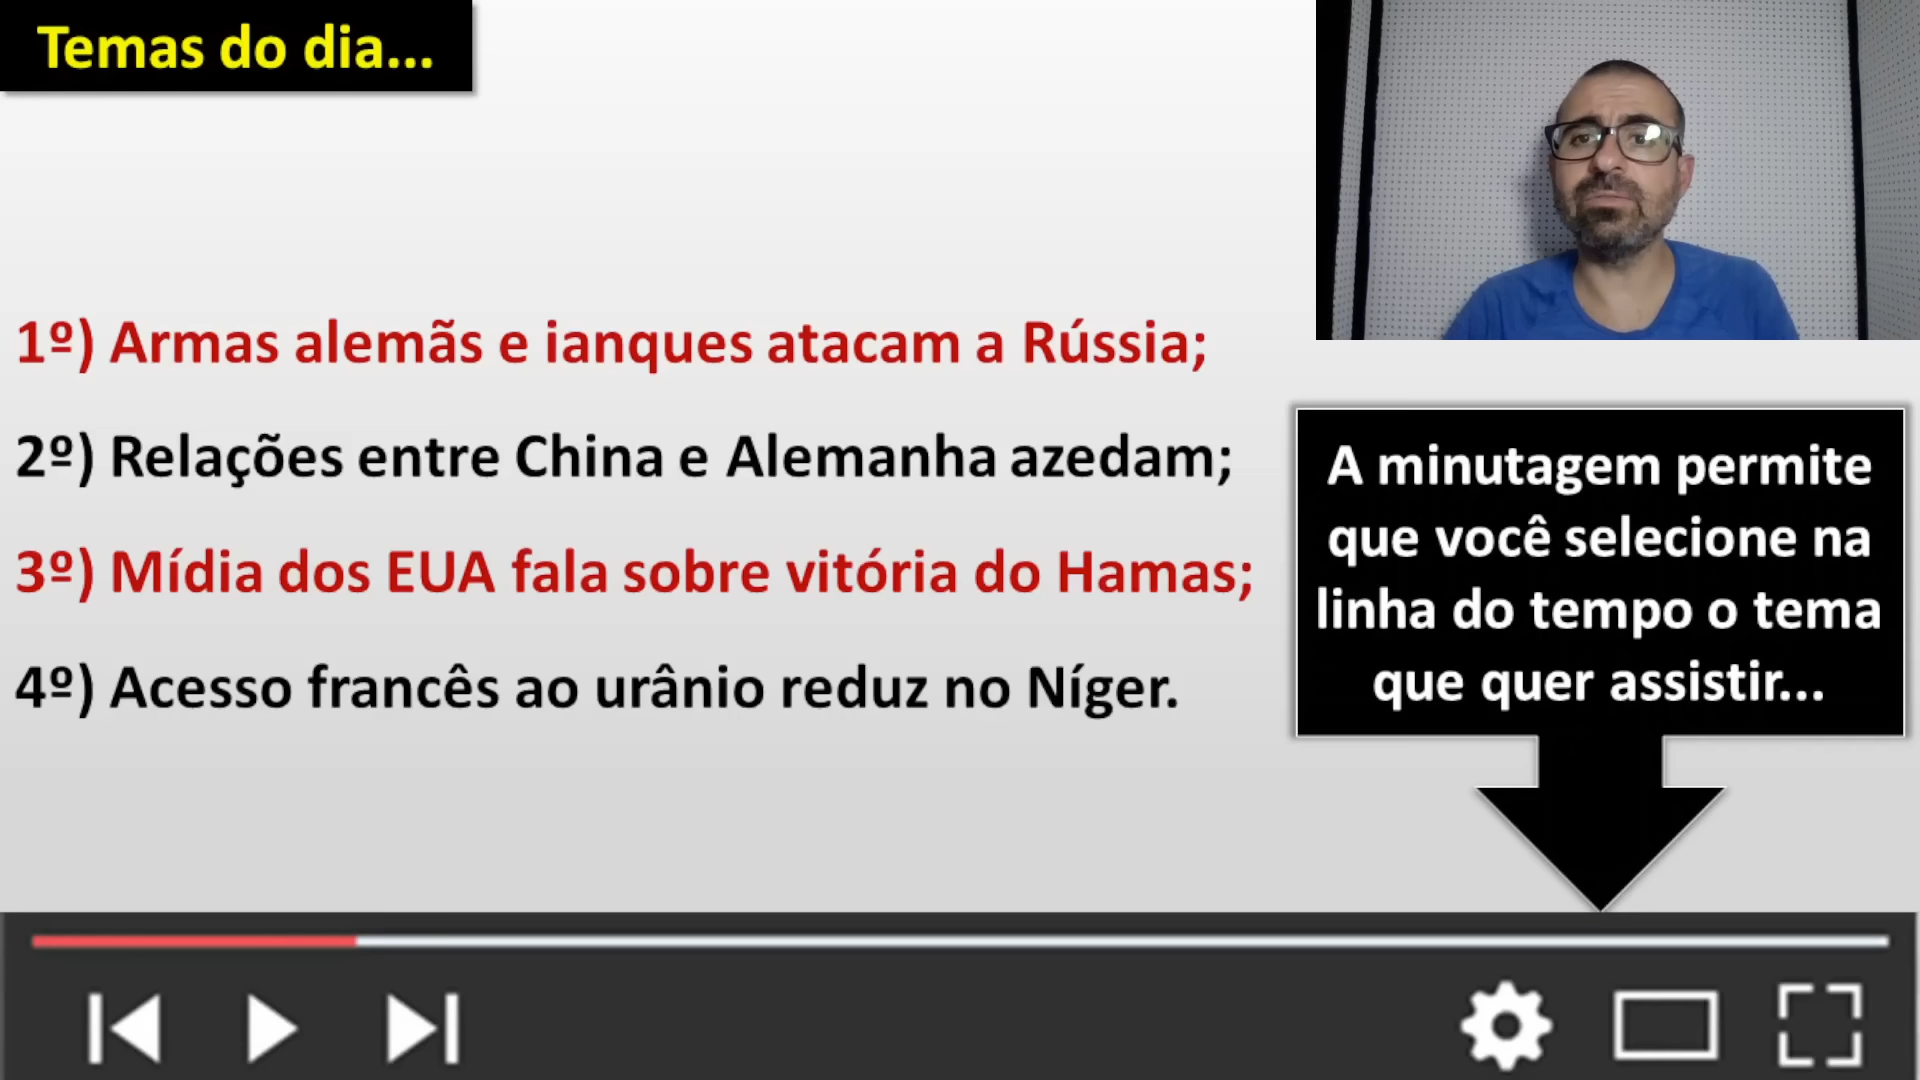 Temas do dia...
1º) Armas alemãs e ianques atacam a Rússia;
2º) Relações entre China e Alemanha azedam;
3º) Mídia dos EUA fala sobre vitória do Hamas;
4º) Acesso francês ao urânio reduz no Níger.
A minutagem permite
que você selecione na
linha do tempo o tema
que quer assistir...